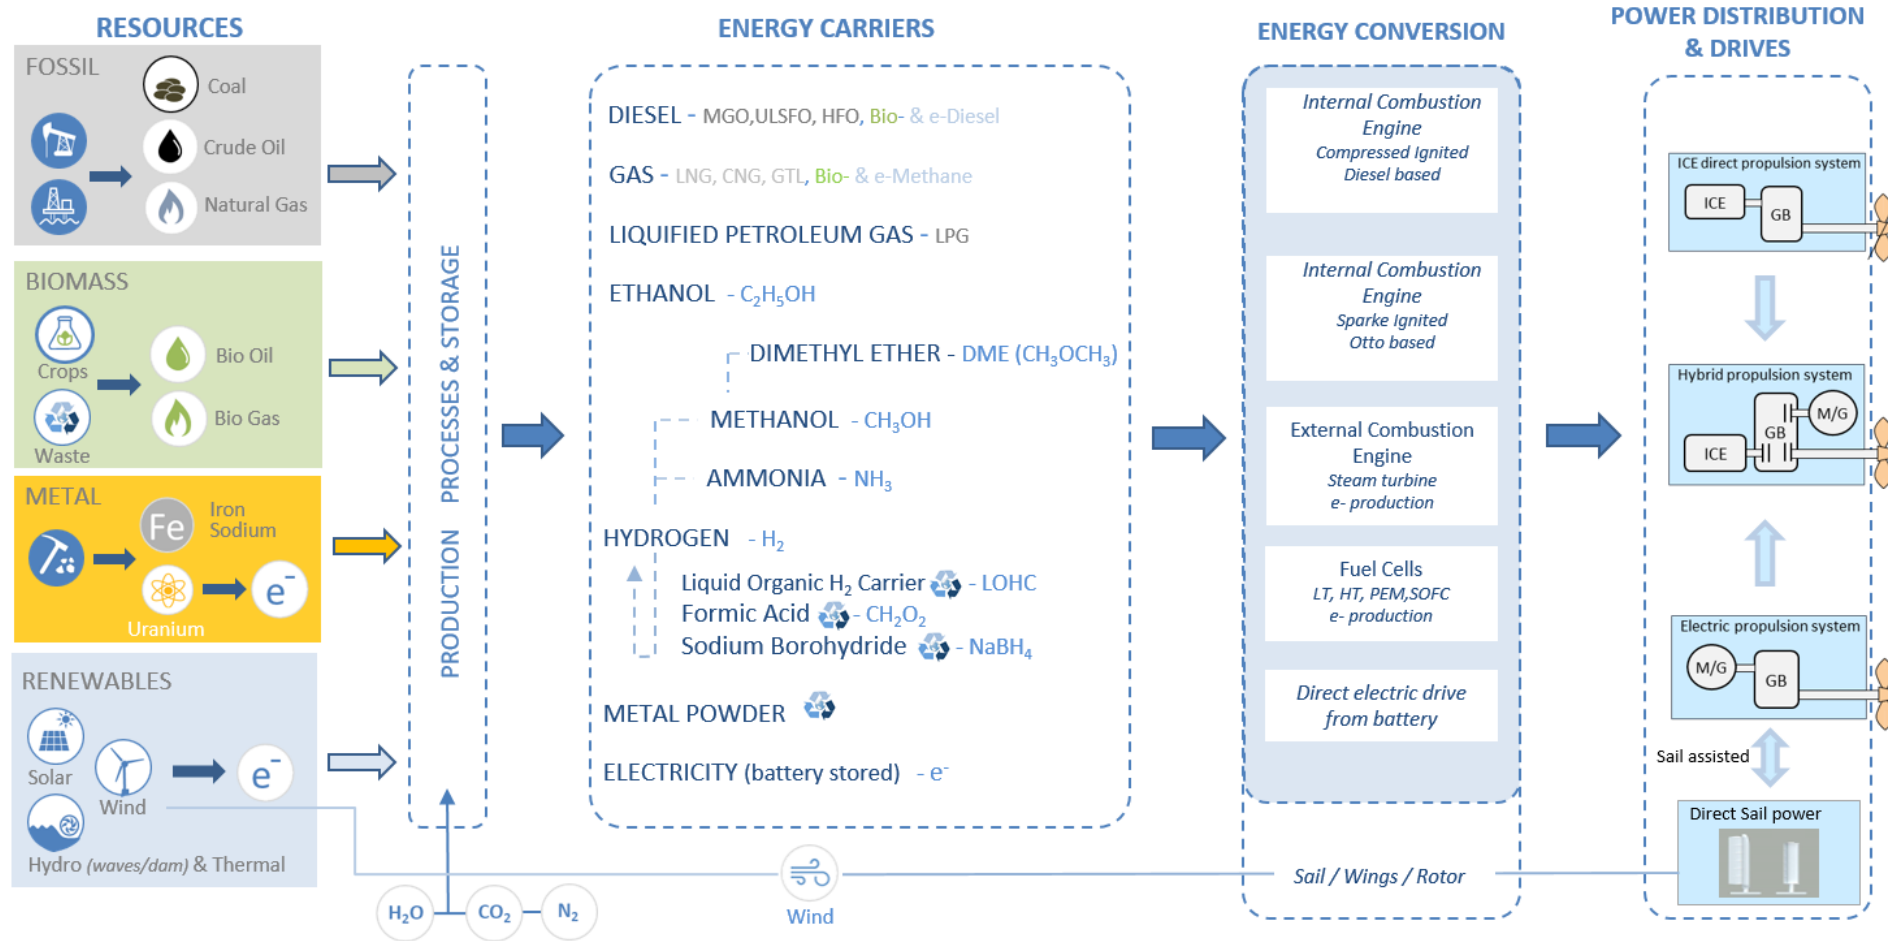 RESOURCES
FOSSIL
Coal
Crude Oil
Natural Gas
BIOMASS
Crops
Waste
Bio Oil
Bio Gas
METAL
Fe
Iron
Sodium
Uranium
e⁻
RENEWABLES
Solar
Wind
e⁻
Hydro (waves/dam) & Thermal
PRODUCTION PROCESSES & STORAGE
H₂O
CO₂
N₂
ENERGY CARRIERS
DIESEL - MGO,ULSFO, HFO, Bio- & e-Diesel
GAS - LNG, CNG, GTL, Bio- & e-Methane
LIQUIFIED PETROLEUM GAS - LPG
ETHANOL - C₂H₅OH
DIMETHYL ETHER - DME (CH₃OCH₃)
METHANOL - CH₃OH
AMMONIA - NH₃
HYDROGEN - H₂
Liquid Organic H₂ Carrier - LOHC
Formic Acid - CH₂O₂
Sodium Borohydride - NaBH₄
METAL POWDER
ELECTRICITY (battery stored) - e⁻
Wind
ENERGY CONVERSION
Internal Combustion
Engine
Compressed Ignited
Diesel based
Internal Combustion
Engine
Sparke Ignited
Otto based
External Combustion
Engine
Steam turbine
e- production
Fuel Cells
LT, HT, PEM,SOFC
e- production
Direct electric drive
from battery
Sail / Wings / Rotor
POWER DISTRIBUTION
& DRIVES
ICE direct propulsion system
ICE
GB
Hybrid propulsion system
M/G
GB
ICE
Electric propulsion system
M/G
GB
Sail assisted
Direct Sail power